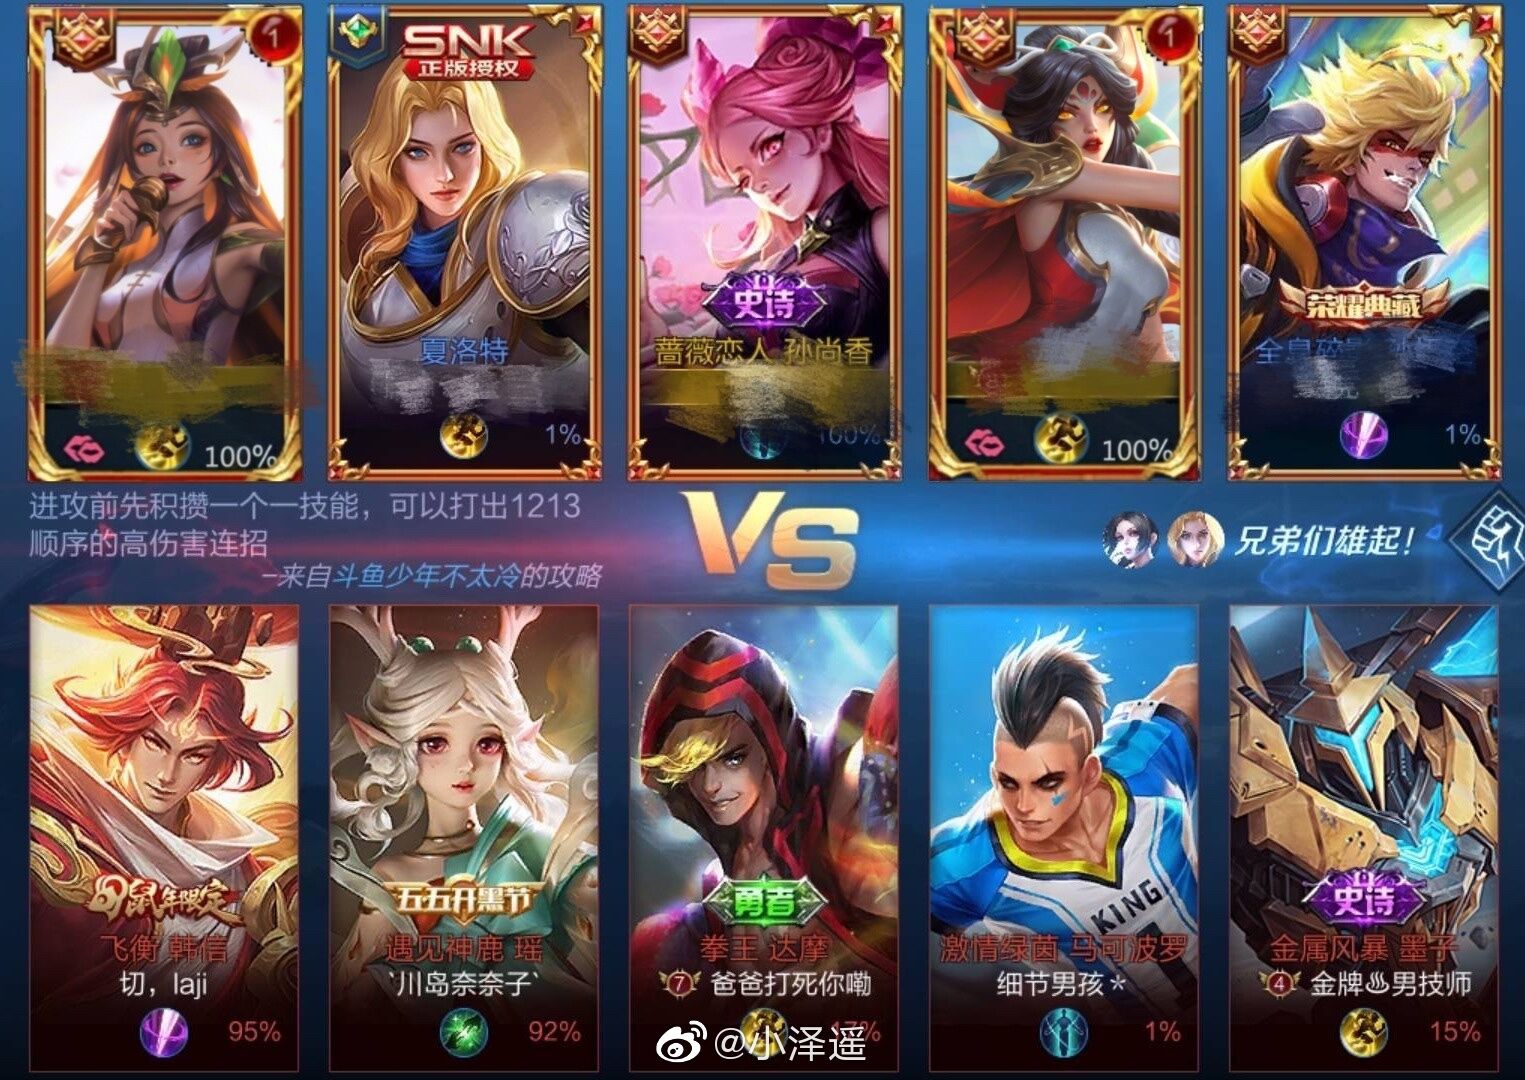 1
SNK
正版授权
1
史诗
荣耀典藏
夏洛特
蔷薇恋人 孙尚香
100%
1%
100%
100%
1%
进攻前先积攒一个一技能，可以打出1213
顺序的高伤害连招
—来自斗鱼少年不太冷的攻略
VS
兄弟们雄起！
KING
鼠年限定
五五开黑节
勇者
史诗
飞衡 韩信
遇见神鹿 瑶
拳王 达摩
激情绿茵 马可波罗
金属风暴 墨子
切，laji
`川岛奈奈子`
7 爸爸打死你嘞
细节男孩*
4 金牌♨男技师
95%
92%
1%
15%
@小泽遥